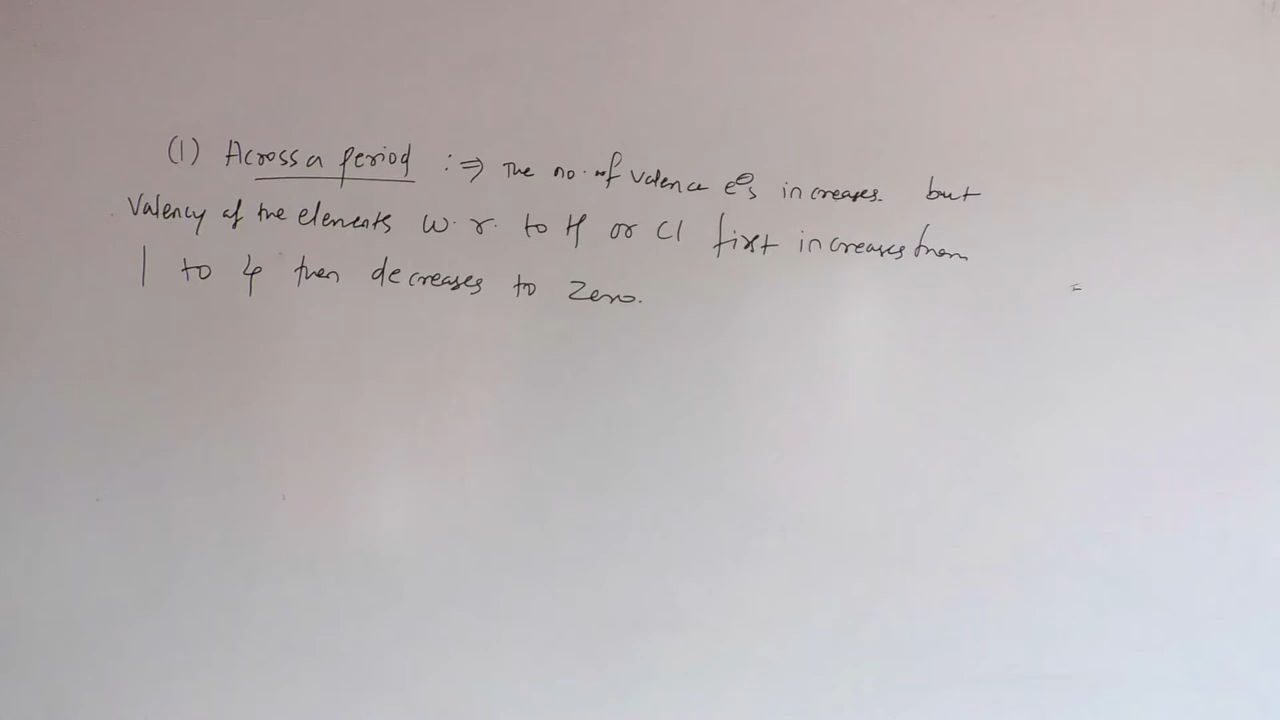 (1) Across a period :⇒ The no. of valence e⊖s increases. but
Valency of the elements w.r. to H or Cl first increases from
1 to 4 then decreases to Zero.